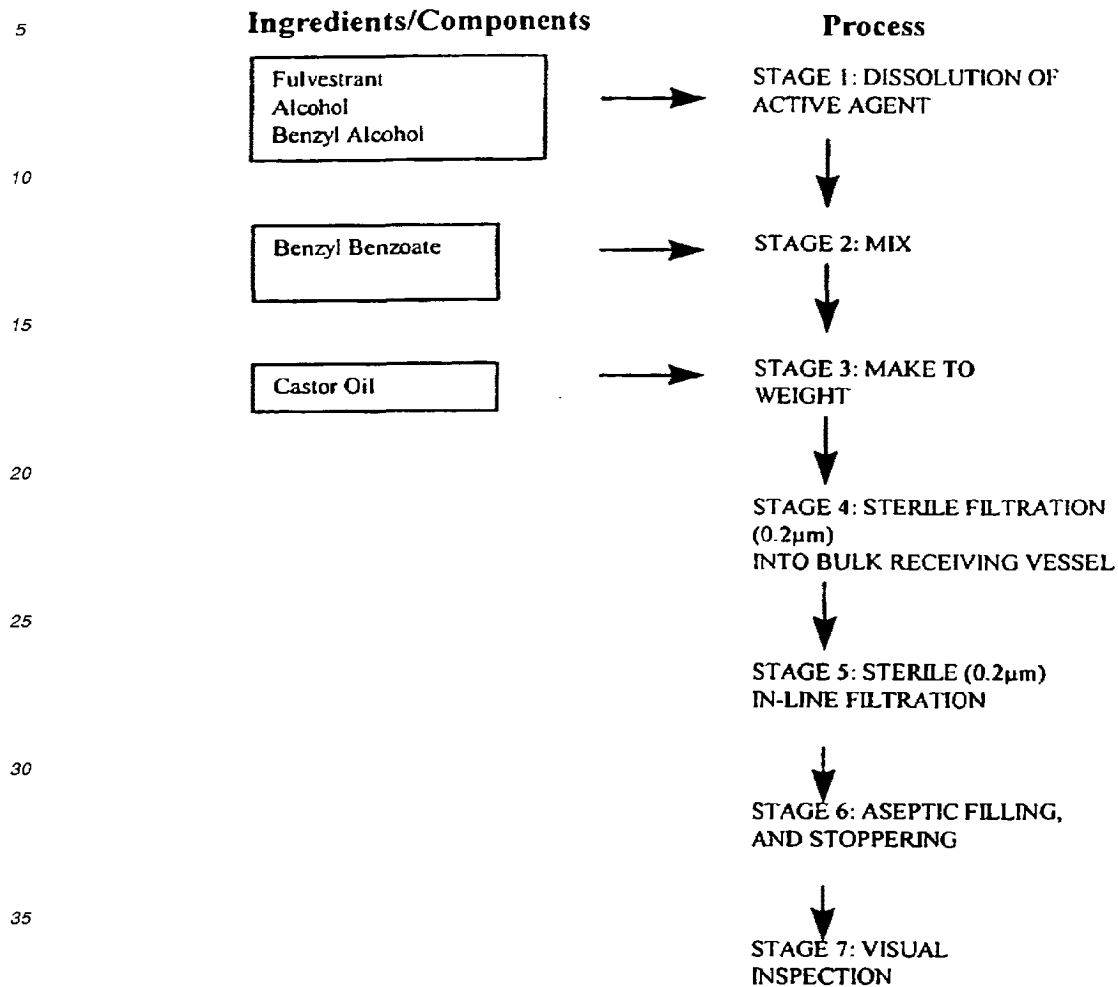 5
Ingredients/Components
Process
Fulvestrant
Alcohol
Benzyl Alcohol
STAGE 1: DISSOLUTION OF
ACTIVE AGENT
10
Benzyl Benzoate
STAGE 2: MIX
15
Castor Oil
STAGE 3: MAKE TO
WEIGHT
20
STAGE 4: STERILE FILTRATION
(0.2µm)
INTO BULK RECEIVING VESSEL
25
STAGE 5: STERILE (0.2µm)
IN-LINE FILTRATION
30
STAGE 6: ASEPTIC FILLING,
AND STOPPERING
35
STAGE 7: VISUAL
INSPECTION